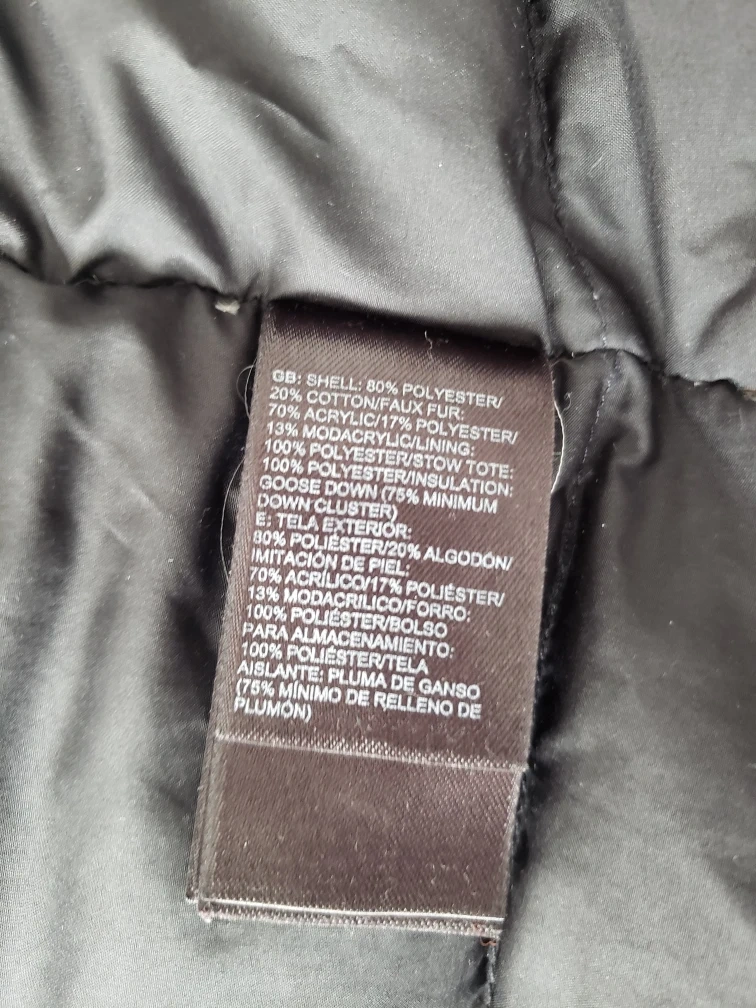 GB: SHELL: 80% POLYESTER/
20% COTTON/FAUX FUR:
70% ACRYLIC/17% POLYESTER/
13% MODACRYLIC/LINING:
100% POLYESTER/STOW TOTE:
100% POLYESTER/INSULATION:
GOOSE DOWN (75% MINIMUM
DOWN CLUSTER)
E: TELA EXTERIOR:
80% POLIÉSTER/20% ALGODÓN/
IMITACIÓN DE PIEL:
70% ACRÍLICO/17% POLIÉSTER/
13% MODACRILICO/FORRO:
100% POLIÉSTER/BOLSO
PARA ALMACENAMIENTO:
100% POLIÉSTER/TELA
AISLANTE: PLUMA DE GANSO
(75% MÍNIMO DE RELLENO DE
PLUMÓN)